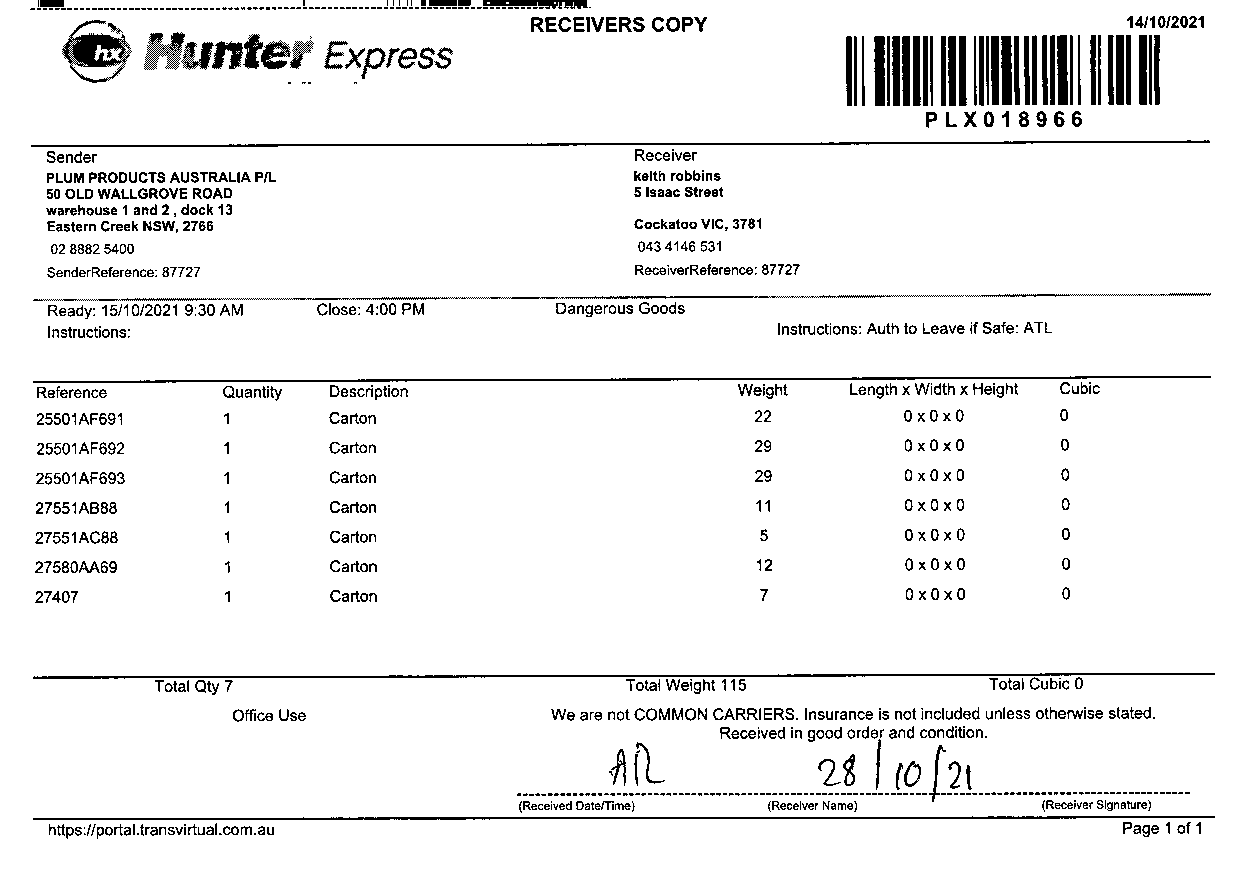 RECEIVERS COPY
14/10/2021
hx Hunter Express
PLX018966
Sender
PLUM PRODUCTS AUSTRALIA P/L
50 OLD WALLGROVE ROAD
warehouse 1 and 2 , dock 13
Eastern Creek NSW, 2766
02 8882 5400
SenderReference: 87727
Receiver
keith robbins
5 Isaac Street
Cockatoo VIC, 3781
043 4146 531
ReceiverReference: 87727
Ready: 15/10/2021 9:30 AM Close: 4:00 PM Dangerous Goods
Instructions:
Instructions: Auth to Leave if Safe: ATL
Reference Quantity Description Weight Length x Width x Height Cubic
25501AF691 1 Carton 22 0 x 0 x 0 0
25501AF692 1 Carton 29 0 x 0 x 0 0
25501AF693 1 Carton 29 0 x 0 x 0 0
27551AB88 1 Carton 11 0 x 0 x 0 0
27551AC88 1 Carton 5 0 x 0 x 0 0
27580AA69 1 Carton 12 0 x 0 x 0 0
27407 1 Carton 7 0 x 0 x 0 0
Total Qty 7 Total Weight 115 Total Cubic 0
Office Use
We are not COMMON CARRIERS. Insurance is not included unless otherwise stated.
Received in good order and condition.
28/10/21
(Received Date/Time) (Receiver Name) (Receiver Signature)
https://portal.transvirtual.com.au Page 1 of 1